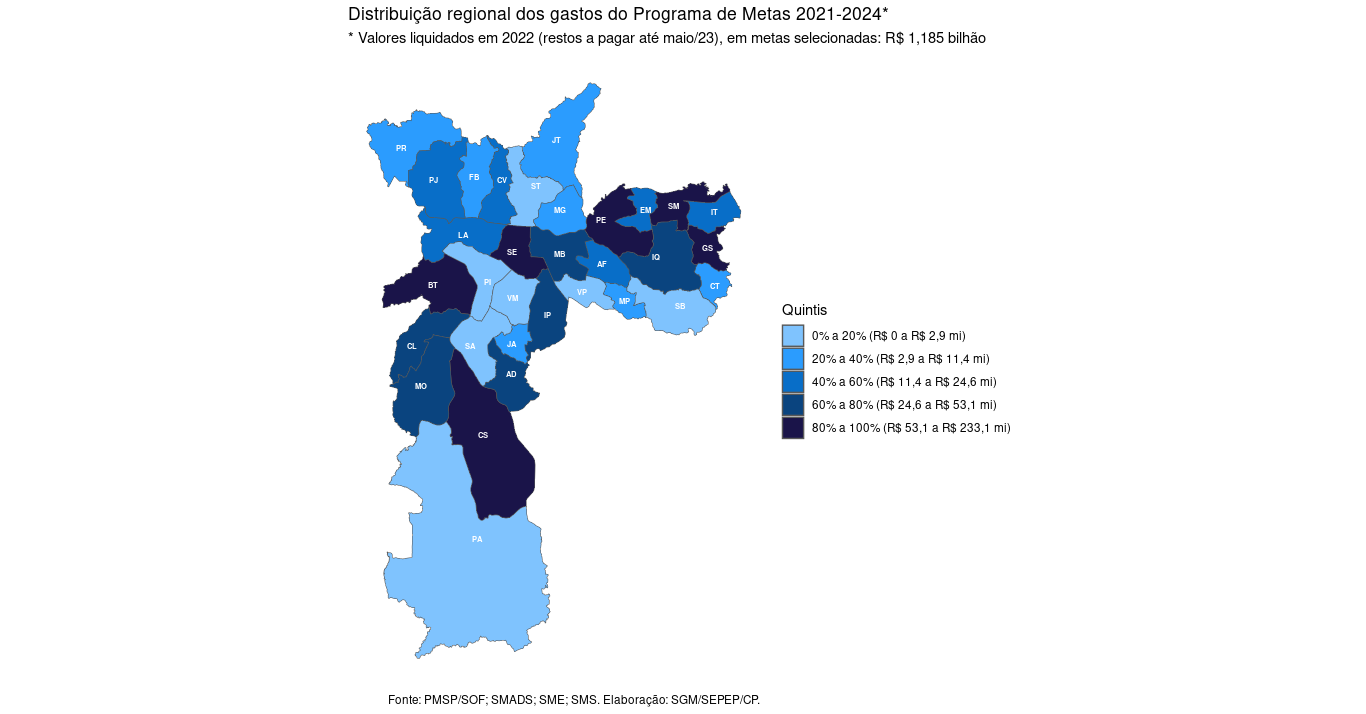 Distribuição regional dos gastos do Programa de Metas 2021-2024*
* Valores liquidados em 2022 (restos a pagar até maio/23), em metas selecionadas: R$ 1,185 bilhão
JT
PR
PJ
FB
CV
ST
MG
PE
EM
SM
IT
LA
SE
MB
AF
IQ
GS
BT
PI
VM
VP
MP
CT
SB
IP
CL
SA
JA
MO
AD
CS
PA
Quintis
0% a 20% (R$ 0 a R$ 2,9 mi)
20% a 40% (R$ 2,9 a R$ 11,4 mi)
40% a 60% (R$ 11,4 a R$ 24,6 mi)
60% a 80% (R$ 24,6 a R$ 53,1 mi)
80% a 100% (R$ 53,1 a R$ 233,1 mi)
Fonte: PMSP/SOF; SMADS; SME; SMS. Elaboração: SGM/SEPEP/CP.